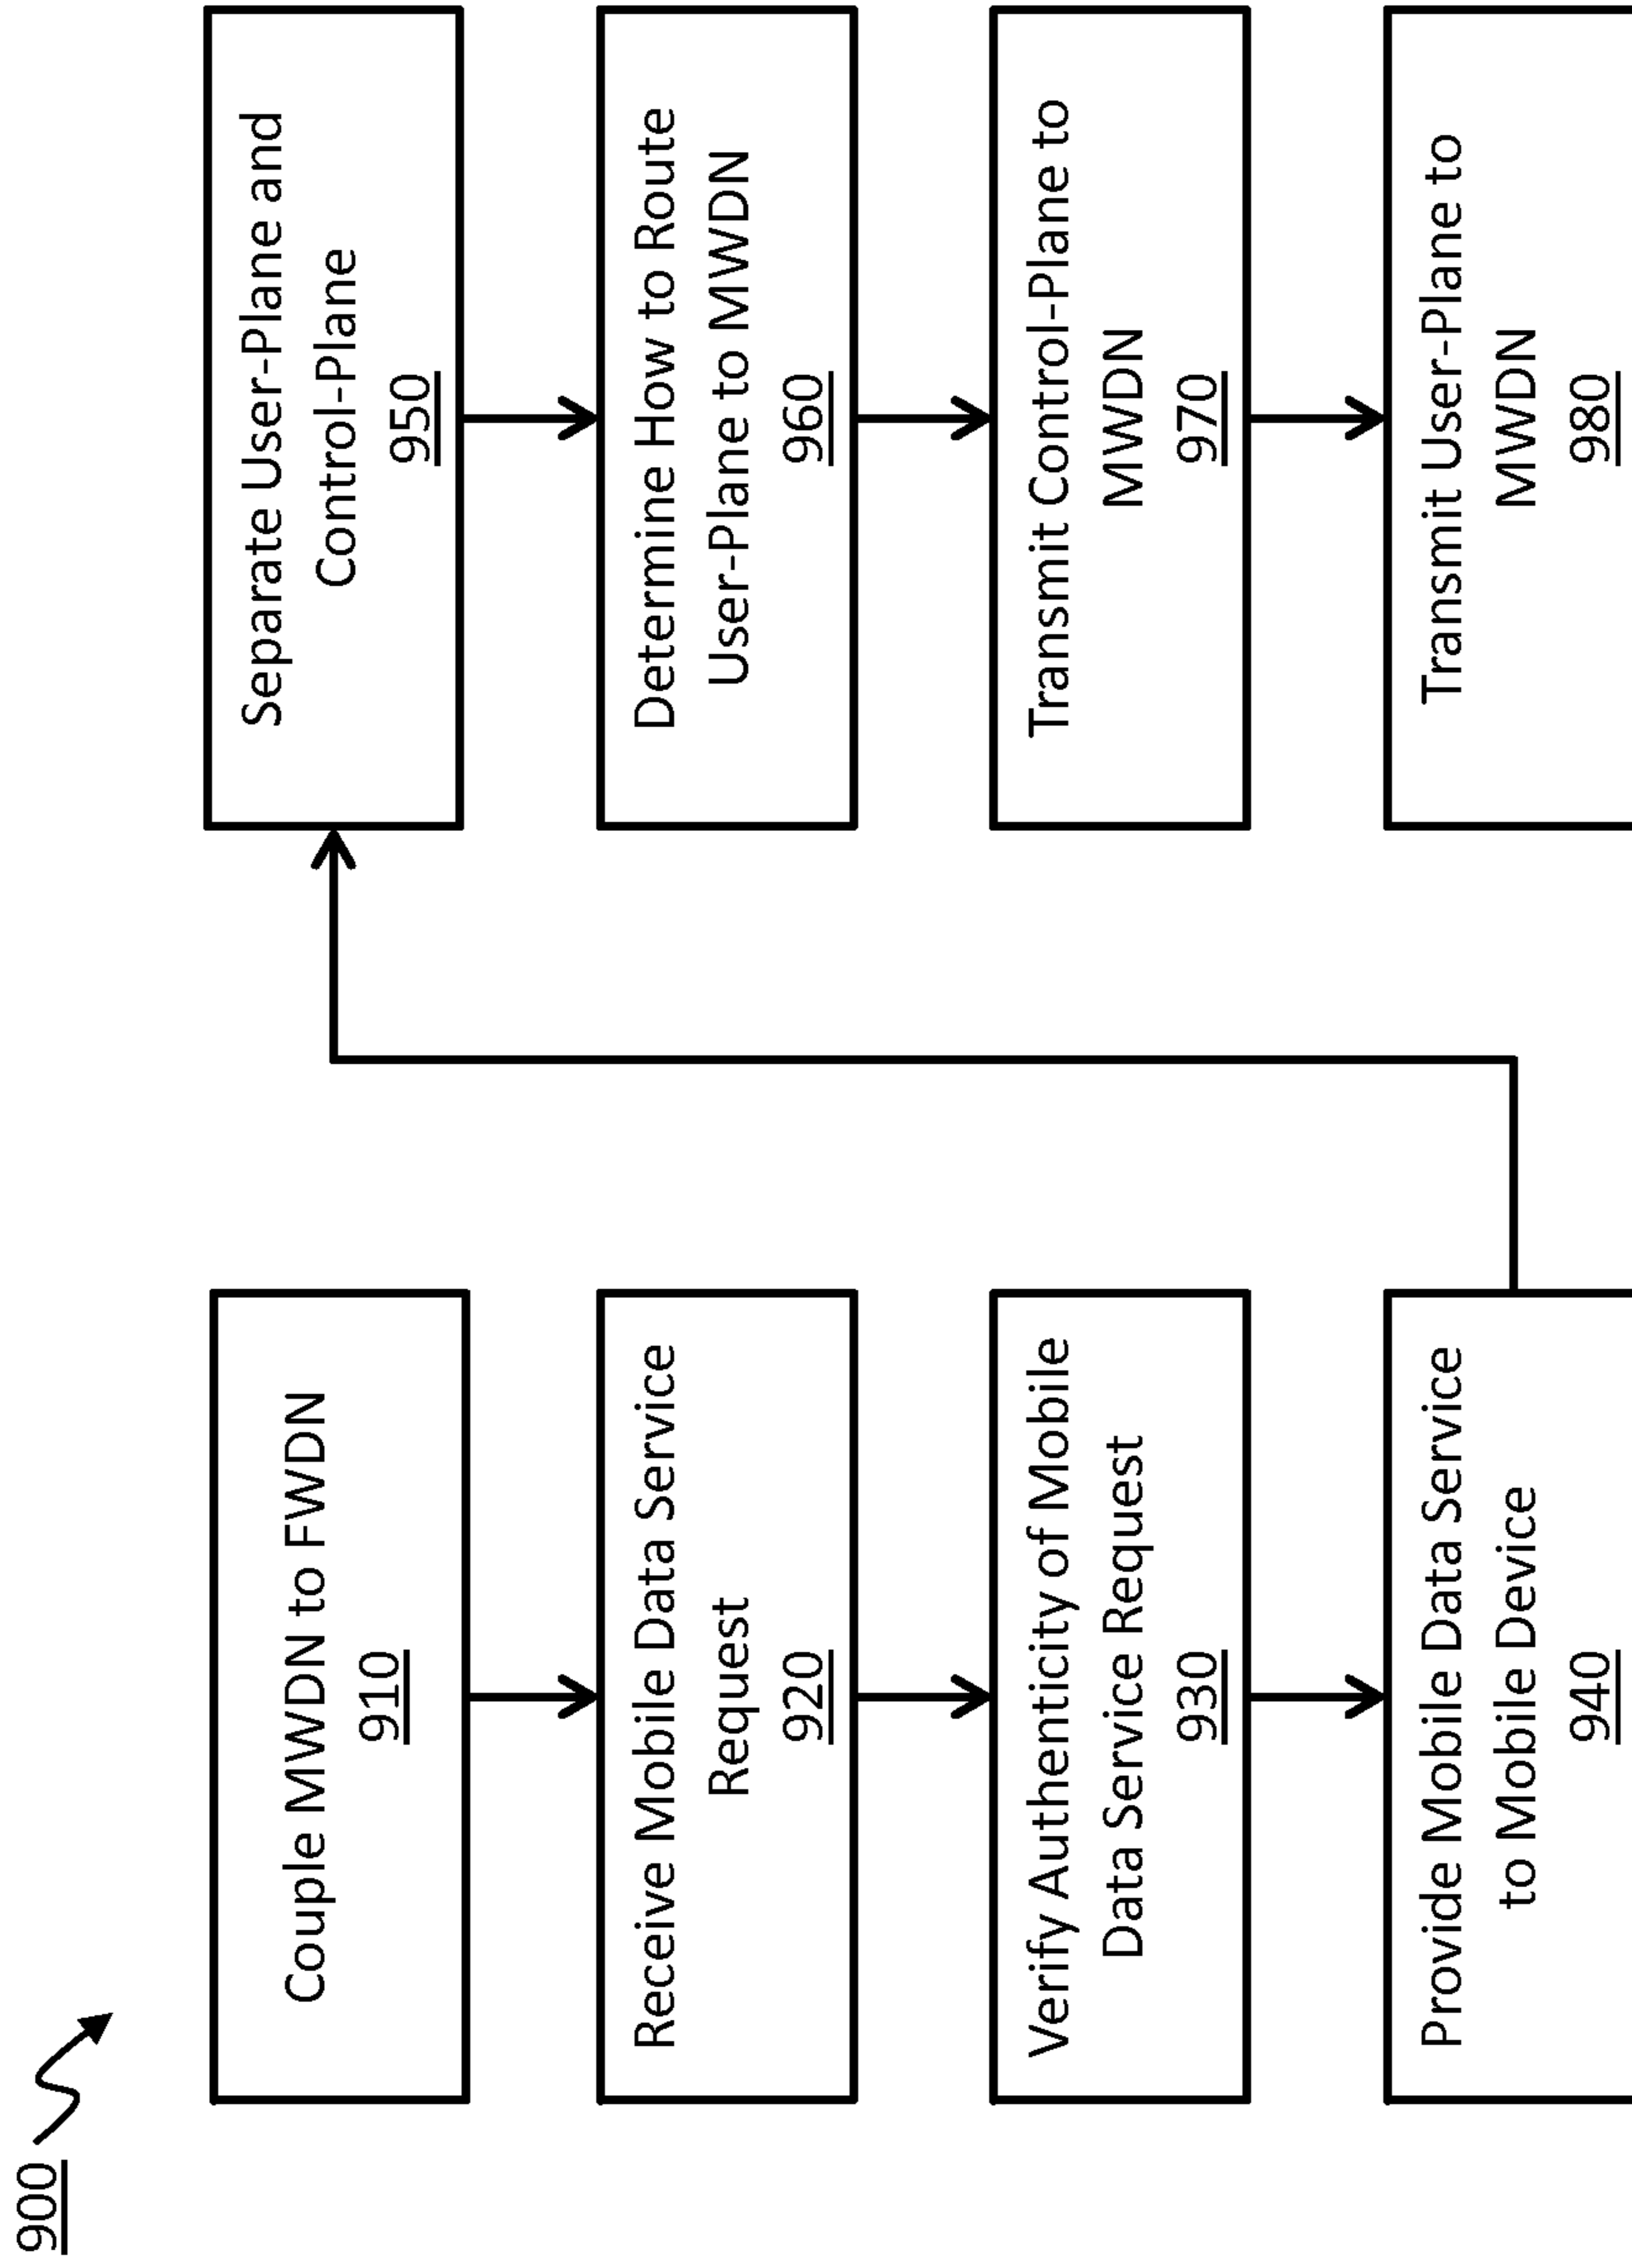 900
Couple MWDN to FWDN
910
Receive Mobile Data Service
Request
920
Verify Authenticity of Mobile
Data Service Request
930
Provide Mobile Data Service
to Mobile Device
940
Separate User-Plane and
Control-Plane
950
Determine How to Route
User-Plane to MWDN
960
Transmit Control-Plane to
MWDN
970
Transmit User-Plane to
MWDN
980